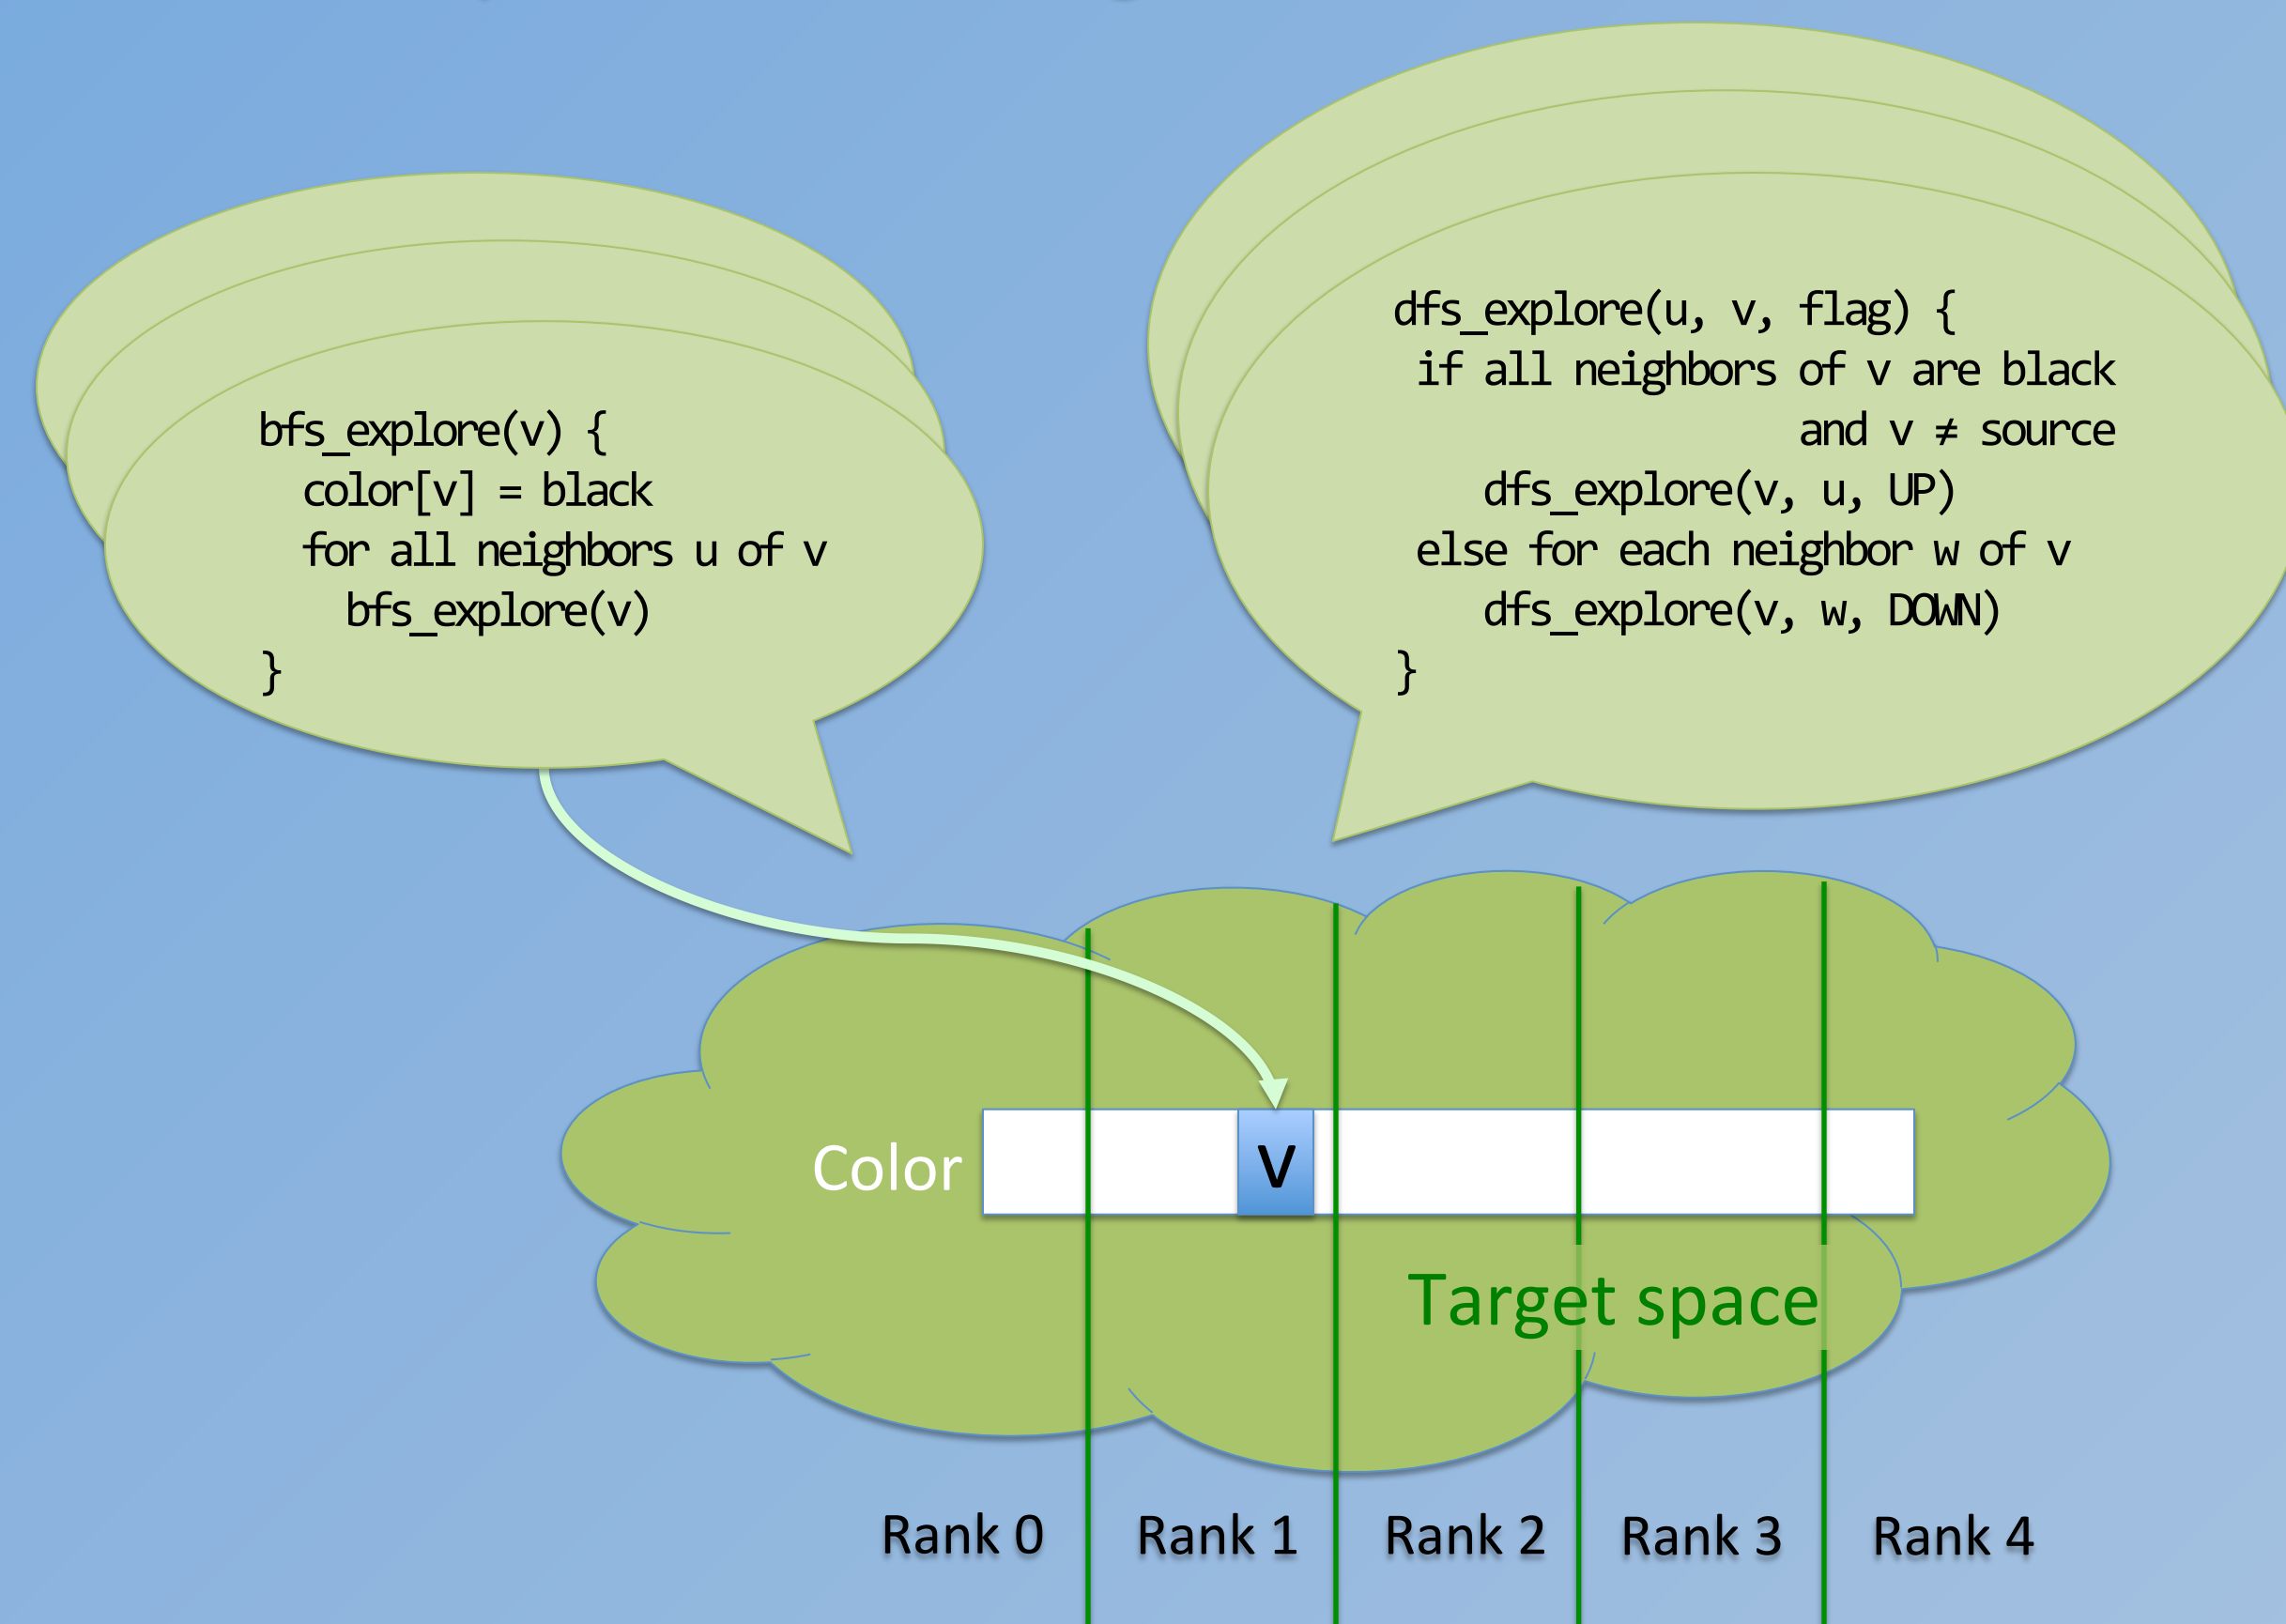 bfs_explore(v) {
color[v] = black
for all neighbors u of v
bfs_explore(v)
}
dfs_explore(u, v, flag) {
if all neighbors of v are black
and v ≠ source
dfs_explore(v, u, UP)
else for each neighbor w of v
dfs_explore(v, w, DOWN)
}
Color
v
Target space
Rank 0
Rank 1
Rank 2
Rank 3
Rank 4